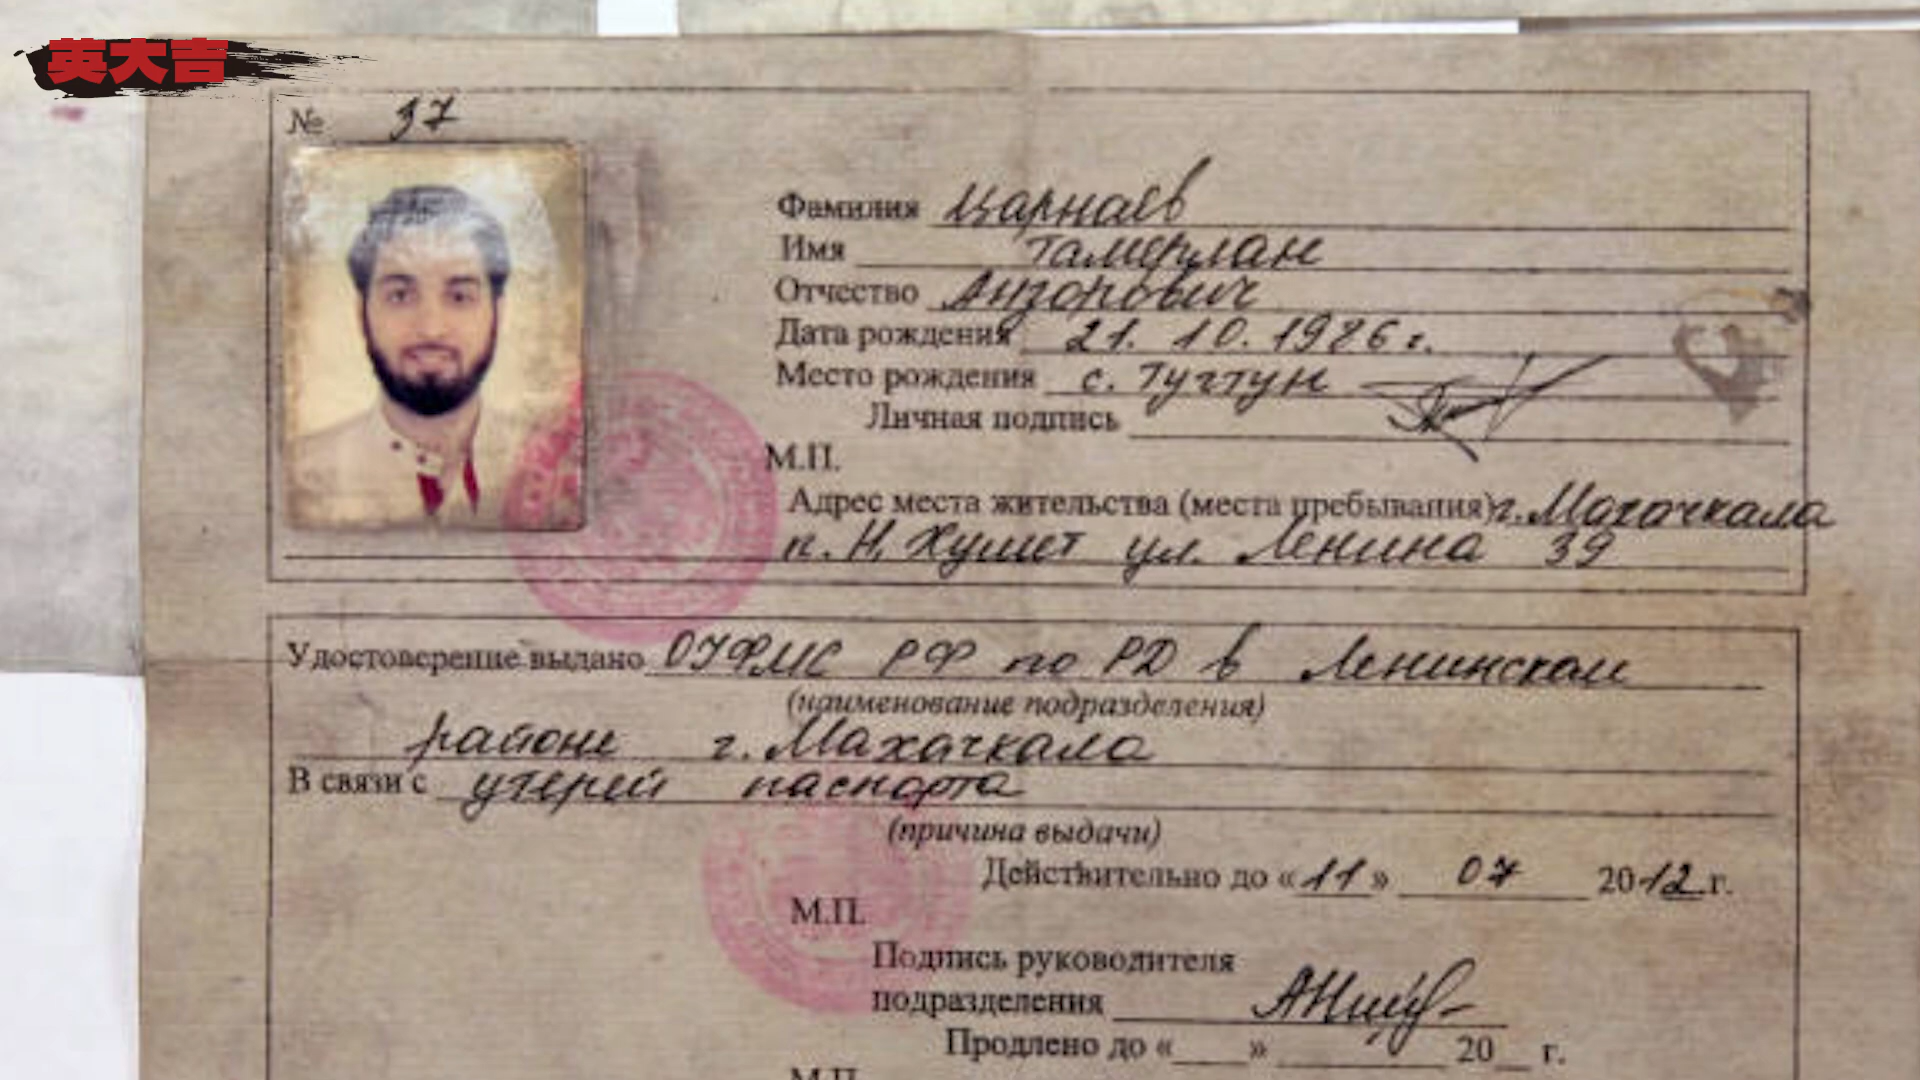 英大吉
№ 37
Фамилия Царнаев
Имя Тамерлан
Отчество Анзорович
Дата рождения 21. 10. 1986 г.
Место рождения с. Тугтун
Личная подпись
М.П.
Адрес места жительства (места пребывания) г. Махачкала
п. Н. Хушет ул. Ленина 39
Удостоверение выдано ОУФМС РФ по РД в Ленинском
(наименование подразделения)
районе г. Махачкала
В связи с утерей паспорта
(причина выдачи)
Действительно до «11» 07 2012 г.
М.П.
Подпись руководителя
подразделения
Продлено до « » 20 г.
М.П.